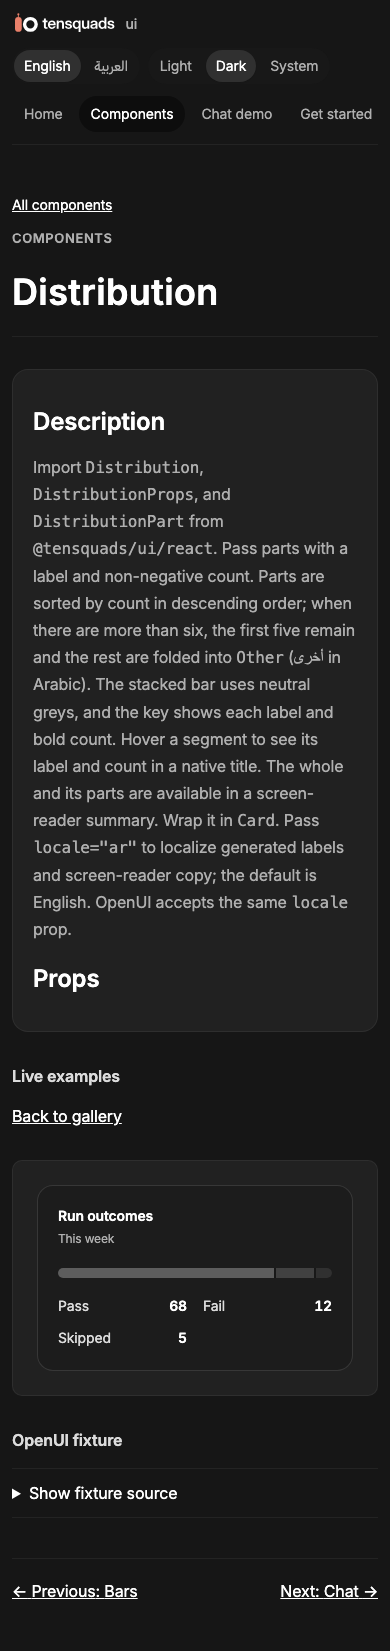 tensquads ui
English العربية Light Dark System
Home Components Chat demo Get started
All components
COMPONENTS
Distribution
Description
Import Distribution,
DistributionProps, and
DistributionPart from
@tensquads/ui/react. Pass parts with a
label and non-negative count. Parts are
sorted by count in descending order; when
there are more than six, the first five remain
and the rest are folded into Other (أخرى in
Arabic). The stacked bar uses neutral
greys, and the key shows each label and
bold count. Hover a segment to see its
label and count in a native title. The whole
and its parts are available in a screen-
reader summary. Wrap it in Card. Pass
locale="ar" to localize generated labels
and screen-reader copy; the default is
English. OpenUI accepts the same locale
prop.
Props
Live examples
Back to gallery
Run outcomes
This week
Pass 68 Fail 12
Skipped 5
OpenUI fixture
▶ Show fixture source
← Previous: Bars Next: Chat →